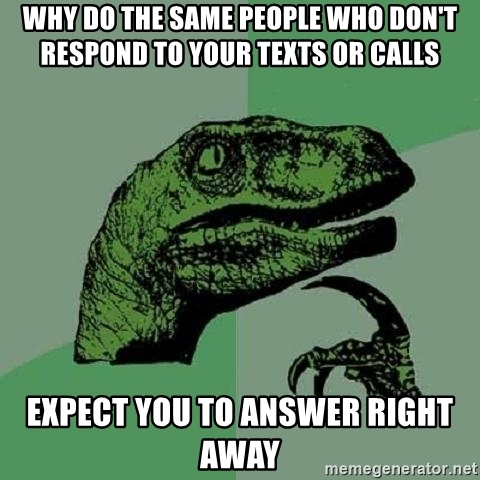 WHY DO THE SAME PEOPLE WHO DON'T
RESPOND TO YOUR TEXTS OR CALLS
EXPECT YOU TO ANSWER RIGHT
AWAY
memegenerator.net